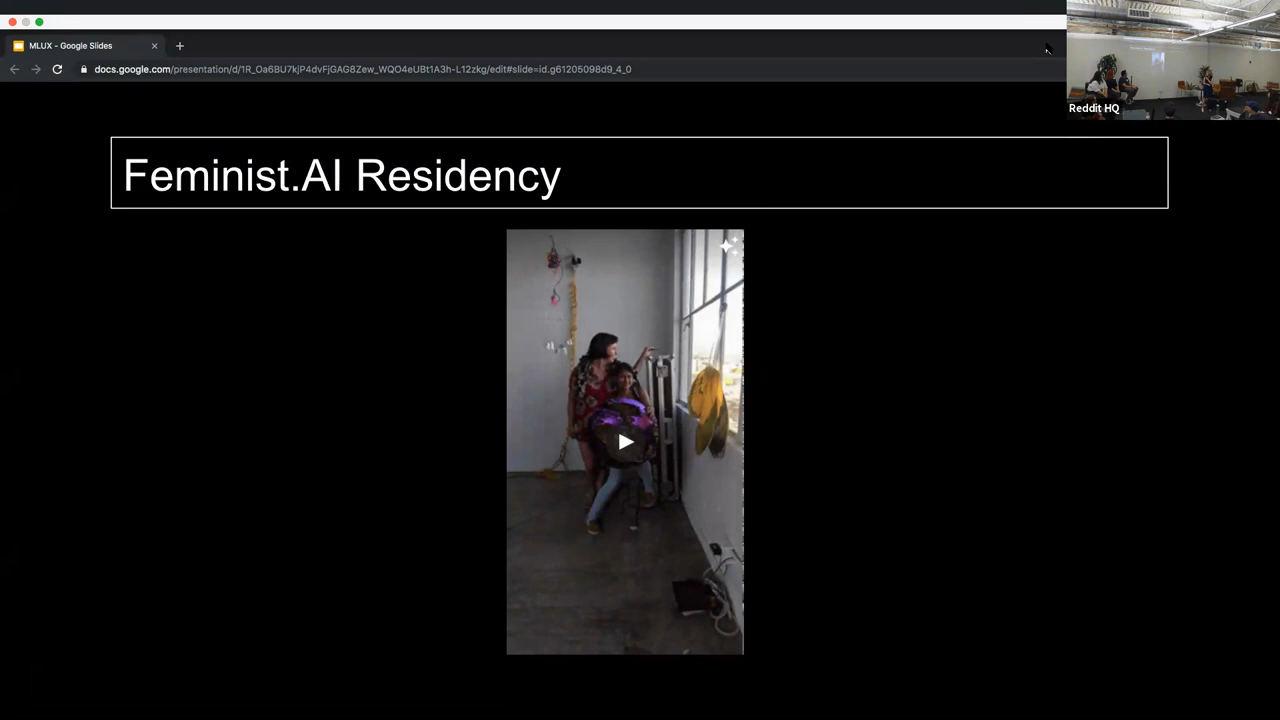 MLUX - Google Slides
docs.google.com/presentation/d/1R_Oa6BU7kjP4dvFjGAG8Zew_WQO4eUBt1A3h-L12zkg/edit#slide=id.g61205098d9_4_0
Reddit HQ
Feminist.AI Residency